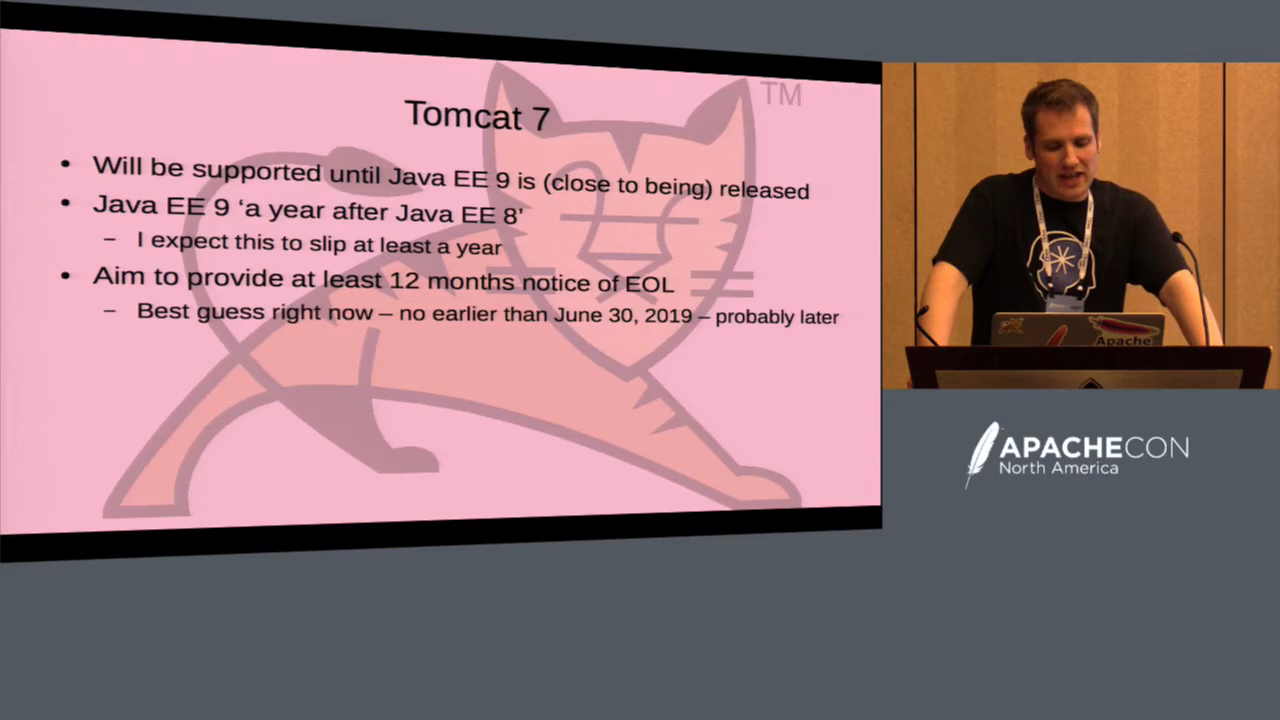 TM
Tomcat 7
• Will be supported until Java EE 9 is (close to being) released
• Java EE 9 ‘a year after Java EE 8’
– I expect this to slip at least a year
• Aim to provide at least 12 months notice of EOL
– Best guess right now – no earlier than June 30, 2019 – probably later
Apache
APACHECON
North America